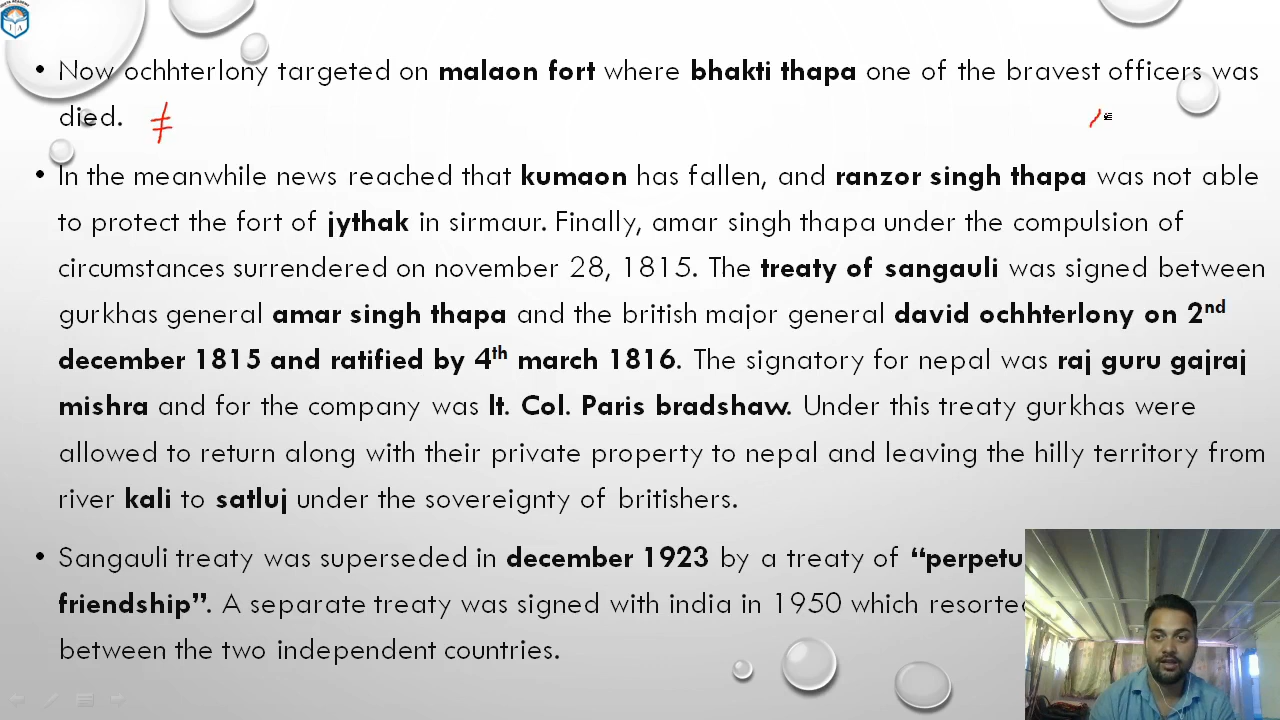 • Now ochhterlony targeted on malaon fort where bhakti thapa one of the bravest officers was
died.
• In the meanwhile news reached that kumaon has fallen, and ranzor singh thapa was not able
to protect the fort of jythak in sirmaur. Finally, amar singh thapa under the compulsion of
circumstances surrendered on november 28, 1815. The treaty of sangauli was signed between
gurkhas general amar singh thapa and the british major general david ochhterlony on 2nd
december 1815 and ratified by 4th march 1816. The signatory for nepal was raj guru gajraj
mishra and for the company was lt. Col. Paris bradshaw. Under this treaty gurkhas were
allowed to return along with their private property to nepal and leaving the hilly territory from
river kali to satluj under the sovereignty of britishers.
• Sangauli treaty was superseded in december 1923 by a treaty of “perpetu
friendship”. A separate treaty was signed with india in 1950 which resorted
between the two independent countries.